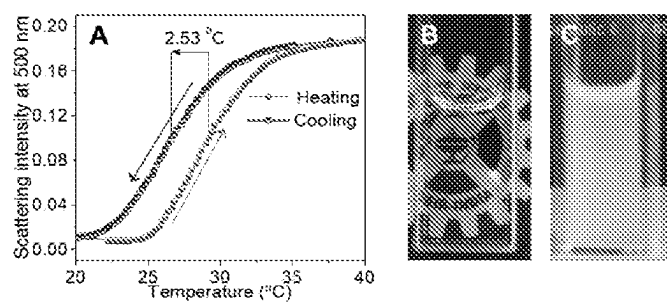 Scattering intensity at 500 nm
0.20
0.16
0.12
0.08
0.04
0.00
A
2.53 °C
Heating
Cooling
20
25
30
35
40
Temperature (°C)
B
C